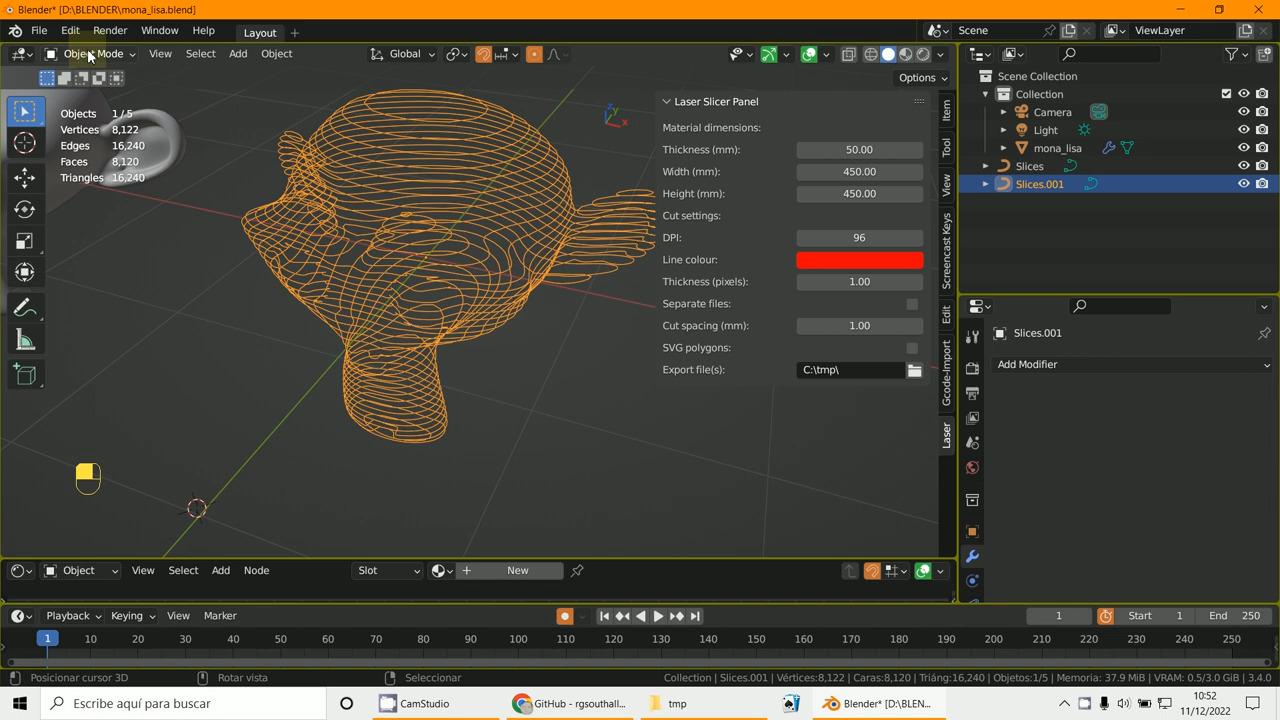 Blender* [D:\BLENDER\mona_lisa.blend]
File Edit Render Window Help Layout + Scene ViewLayer
Object Mode View Select Add Object Global
Options
Objects 1 / 5
Vertices 8,122
Edges 16,240
Faces 8,120
Triangles 16,240
Z
Y
X
Laser Slicer Panel
Material dimensions:
Thickness (mm): 50.00
Width (mm): 450.00
Height (mm): 450.00
Cut settings:
DPI: 96
Line colour:
Thickness (pixels): 1.00
Separate files:
Cut spacing (mm): 1.00
SVG polygons:
Export file(s): C:\tmp\
Item
Tool
View
Screencast Keys
Edit
Gcode-Import
Laser
Scene Collection
Collection
Camera
Light
mona_lisa
Slices
Slices.001
Slices.001
Add Modifier
Object View Select Add Node Slot + New
Playback Keying View Marker 1 Start 1 End 250
1 10 20 30 40 50 60 70 80 90 100 110 120 130 140 150 160 170 180 190 200 210 220 230 240 250
Posicionar cursor 3D Rotar vista Seleccionar Collection | Slices.001 | Vértices:8,122 | Caras:8,120 | Triáng:16,240 | Objetos:1/5 | Memoria: 37.9 MiB | VRAM: 0.5/3.0 GiB | 3.4.0
Escribe aquí para buscar CamStudio GitHub - rgsouthall... tmp Blender* [D:\BLEN... 10:52
11/12/2022